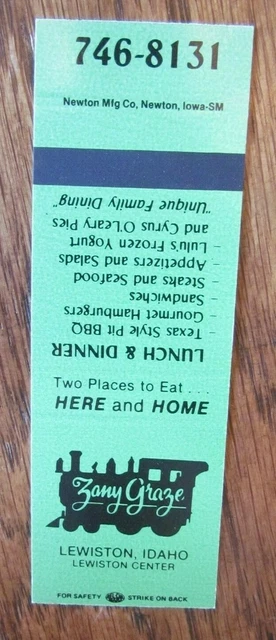 746-8131
Newton Mfg Co, Newton, Iowa-SM
LUNCH & DINNER
- Texas Style Pit BBQ
- Gourmet Hamburgers
- Sandwiches
- Steaks and Seafood
- Appetizers and Salads
- Lulu's Frozen Yogurt
and Cyrus O'Leary Pies
"Unique Family Dining"
Two Places to Eat . . .
HERE and HOME
Zany Graze
LEWISTON, IDAHO
LEWISTON CENTER
FOR SAFETY STRIKE ON BACK